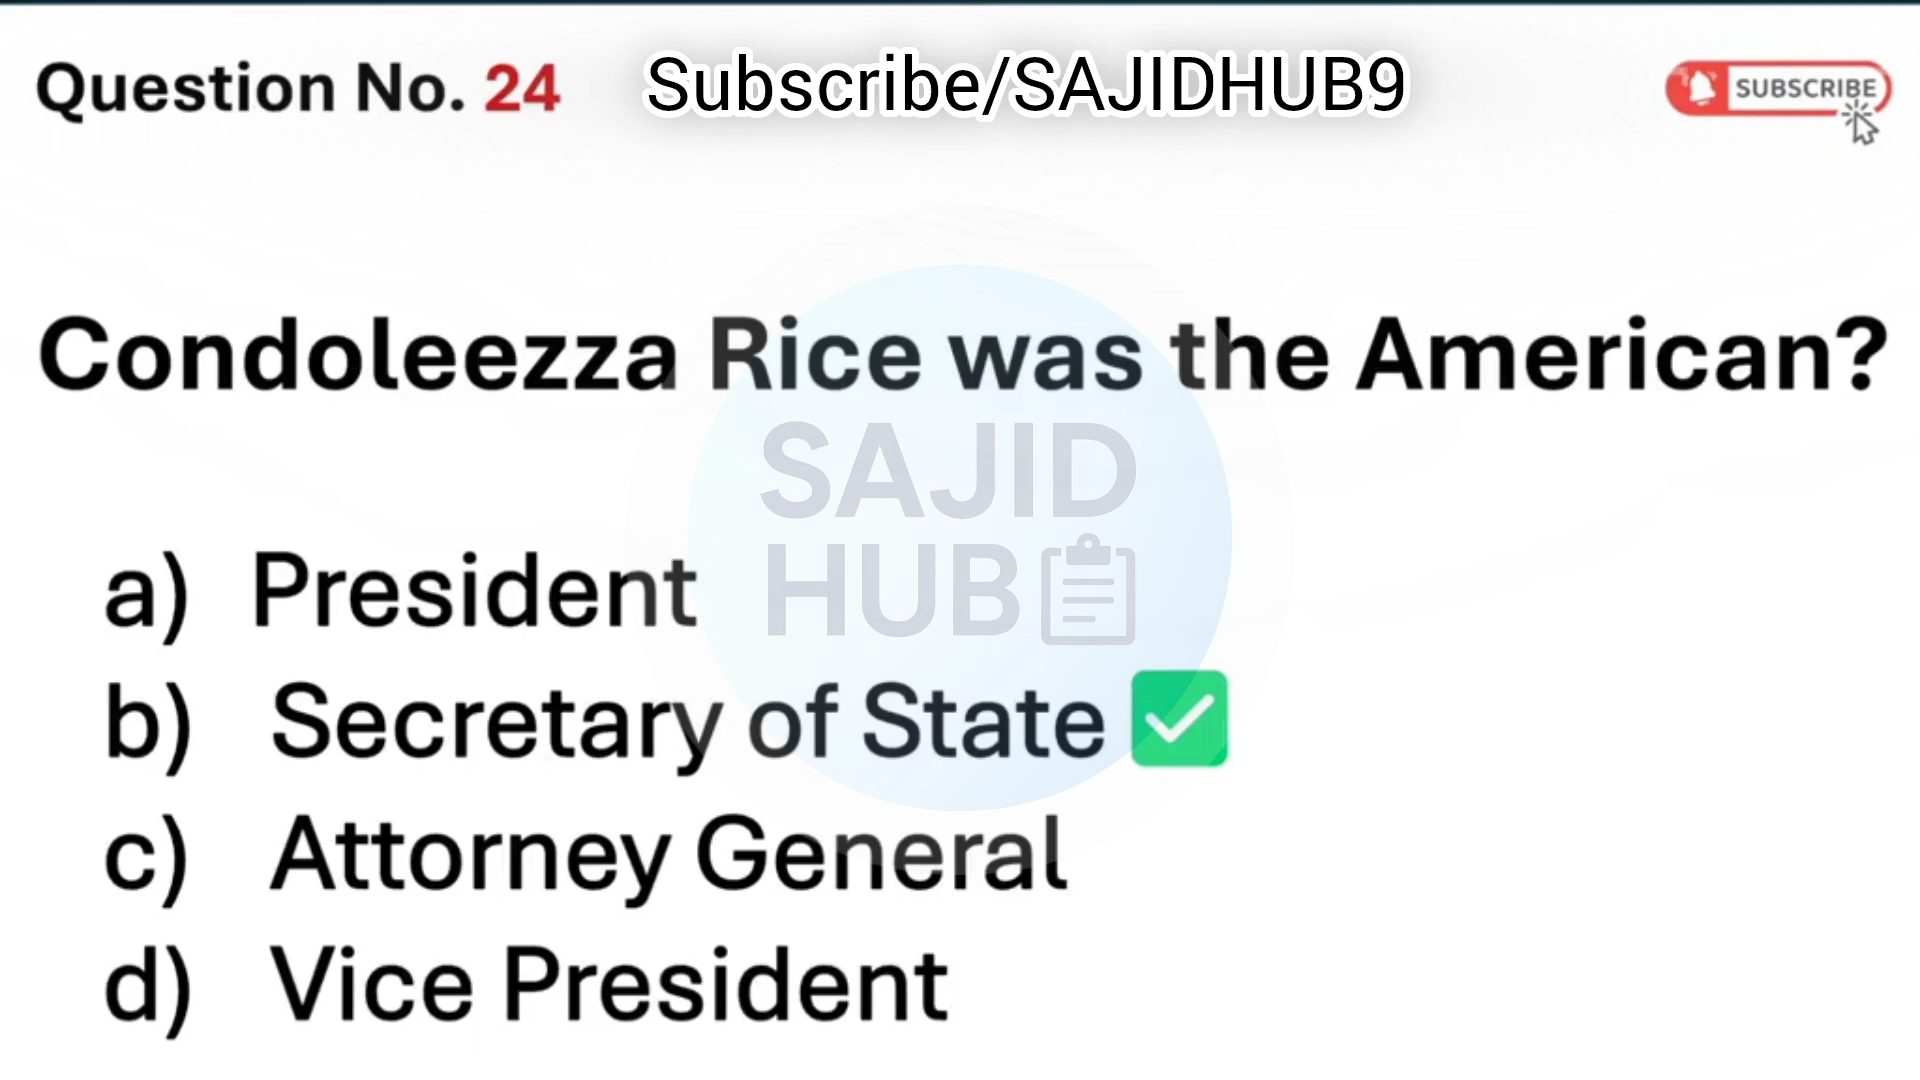 Question No. 24 Subscribe/SAJIDHUB9 SUBSCRIBE
Condoleezza Rice was the American?
SAJID
HUB
a) President
b) Secretary of State
c) Attorney General
d) Vice President